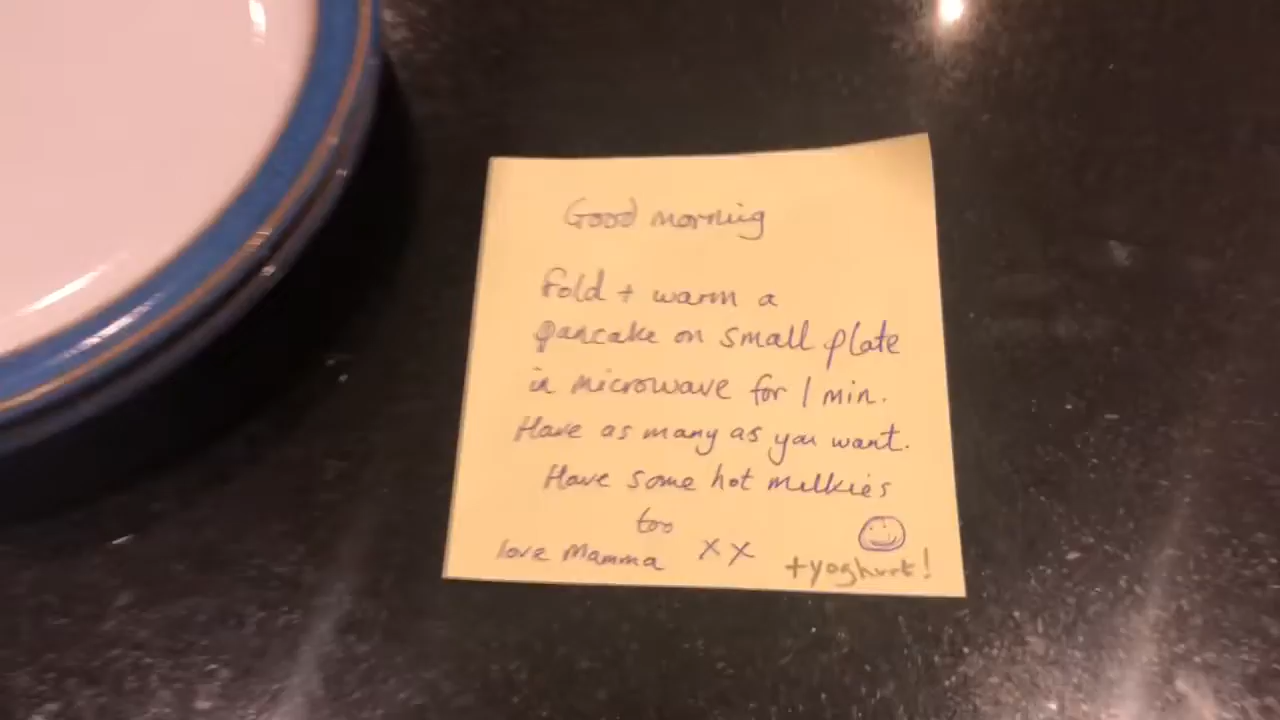 Good morning
fold + warm a
pancake on small plate
in microwave for 1 min.
Have as many as you want.
Have some hot milkies
too
love Mamma xx
+yoghurt!